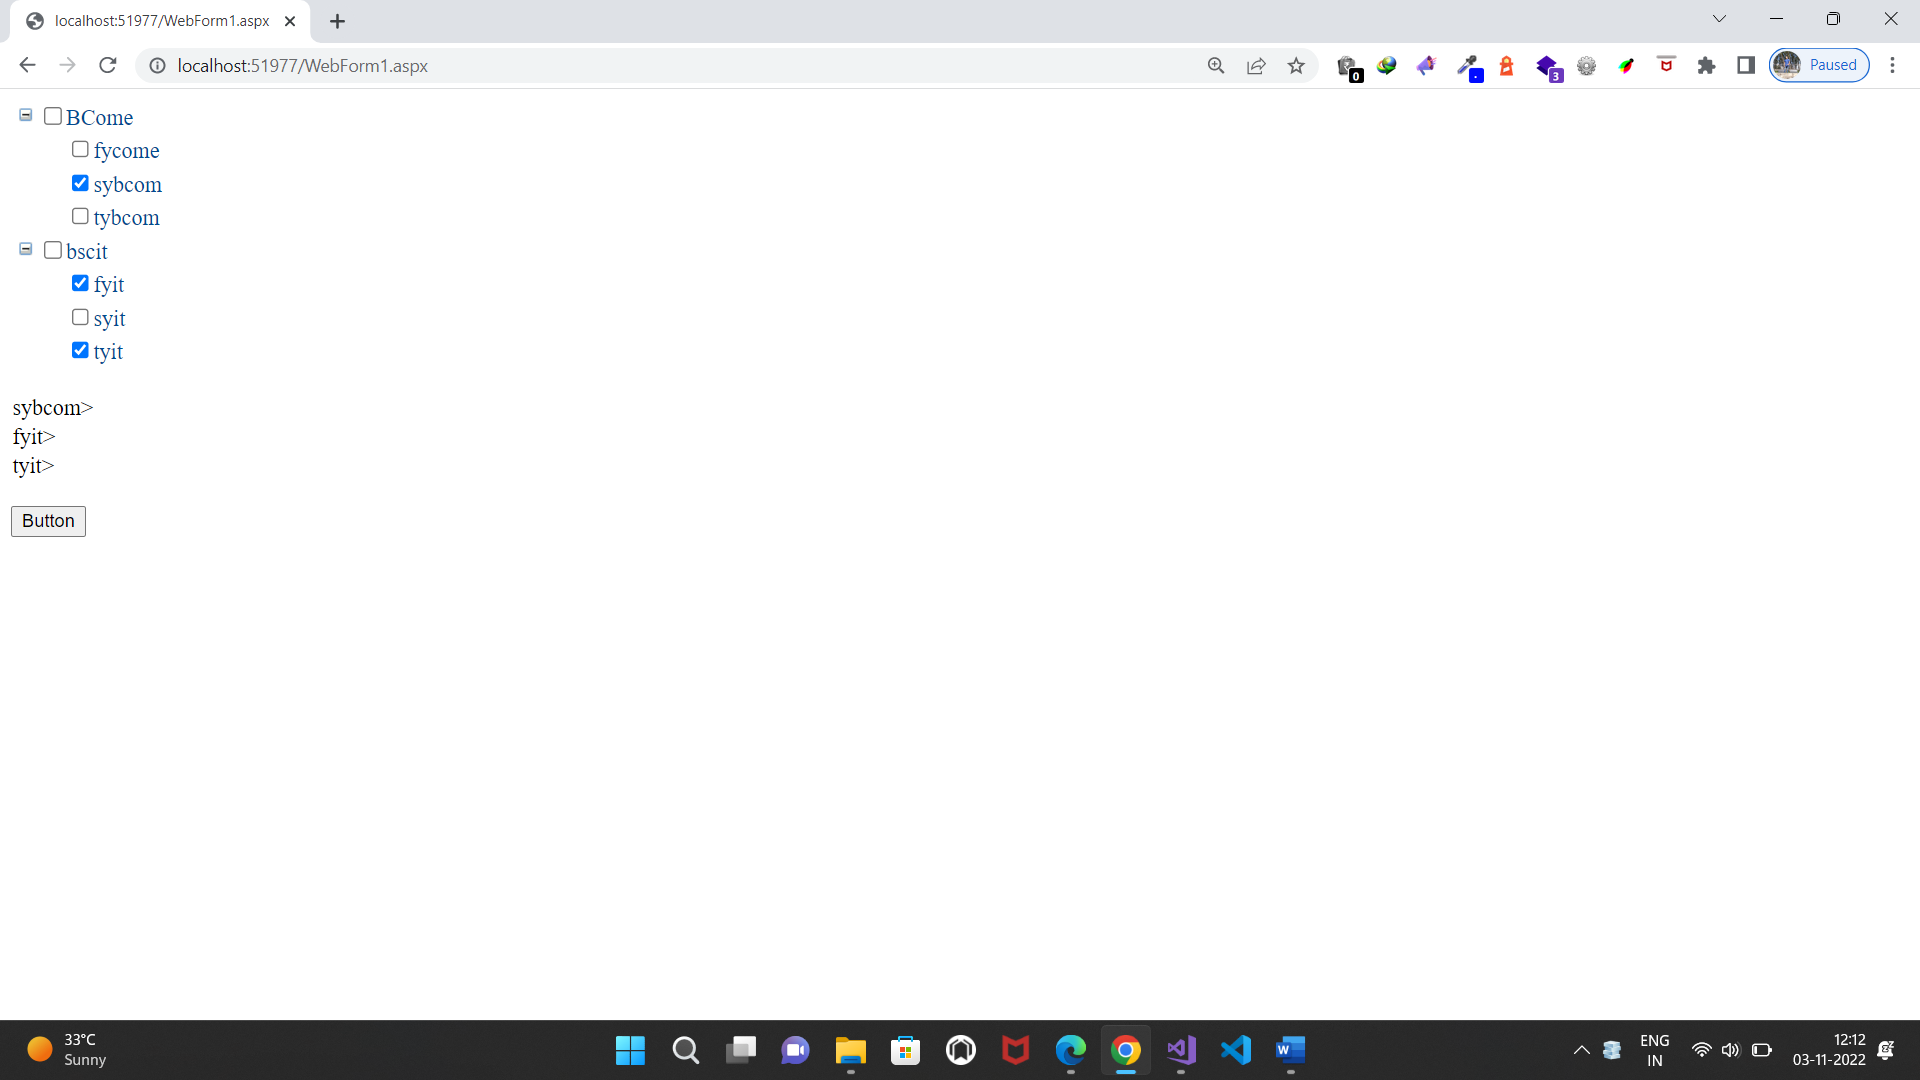 localhost:51977/WebForm1.aspx
localhost:51977/WebForm1.aspx
0
3
Paused
BCome
fycome
sybcom
tybcom
bscit
fyit
syit
tyit
sybcom>
fyit>
tyit>
Button
33°C
Sunny
ENG
IN
12:12
03-11-2022